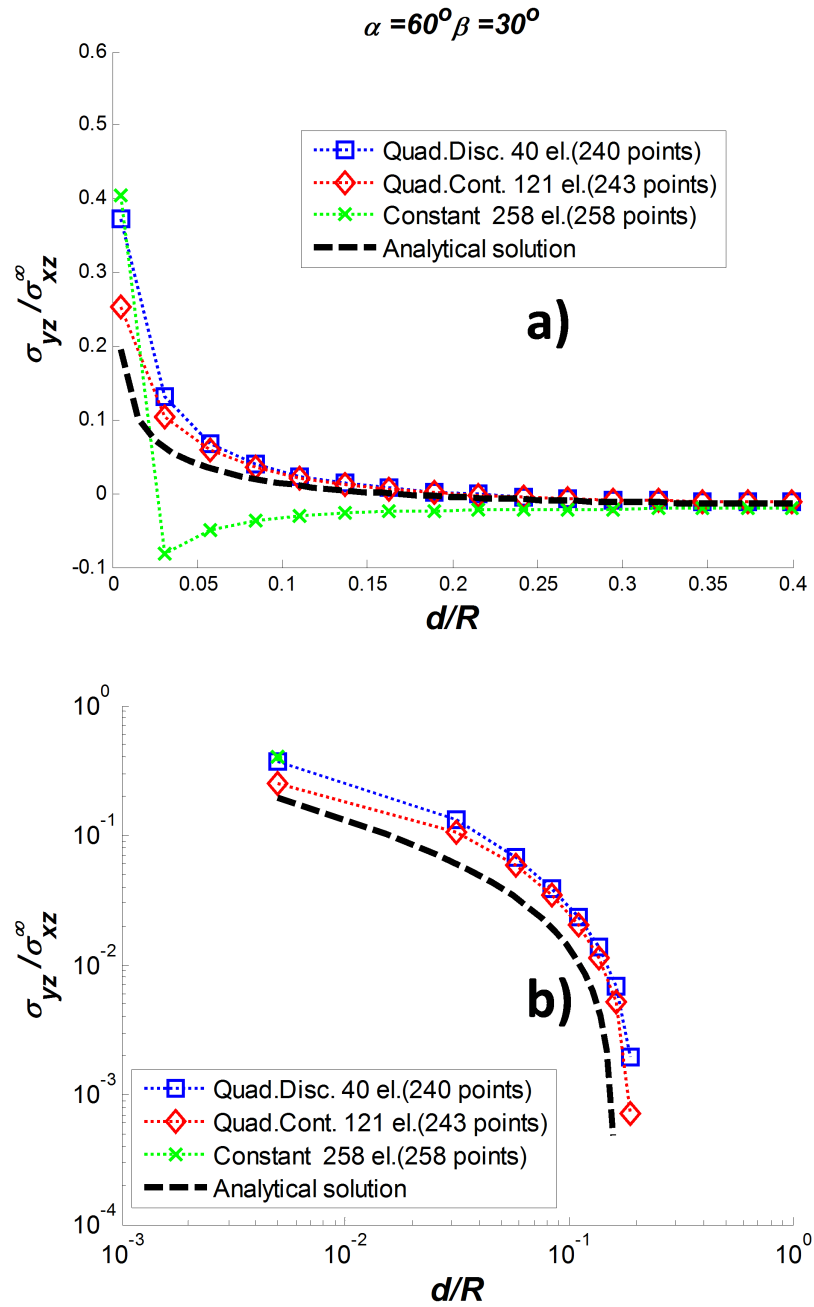 α =60° β =30°
0.6
0.5
0.4
0.3
0.2
0.1
0
-0.1
σyz /σ∞xz
Quad.Disc. 40 el.(240 points)
Quad.Cont. 121 el.(243 points)
Constant 258 el.(258 points)
Analytical solution
a)
0 0.05 0.1 0.15 0.2 0.25 0.3 0.35 0.4
d/R
10^0
10^-1
10^-2
10^-3
10^-4
σyz /σ∞xz
b)
Quad.Disc. 40 el.(240 points)
Quad.Cont. 121 el.(243 points)
Constant 258 el.(258 points)
Analytical solution
10^-3 10^-2 10^-1 10^0
d/R